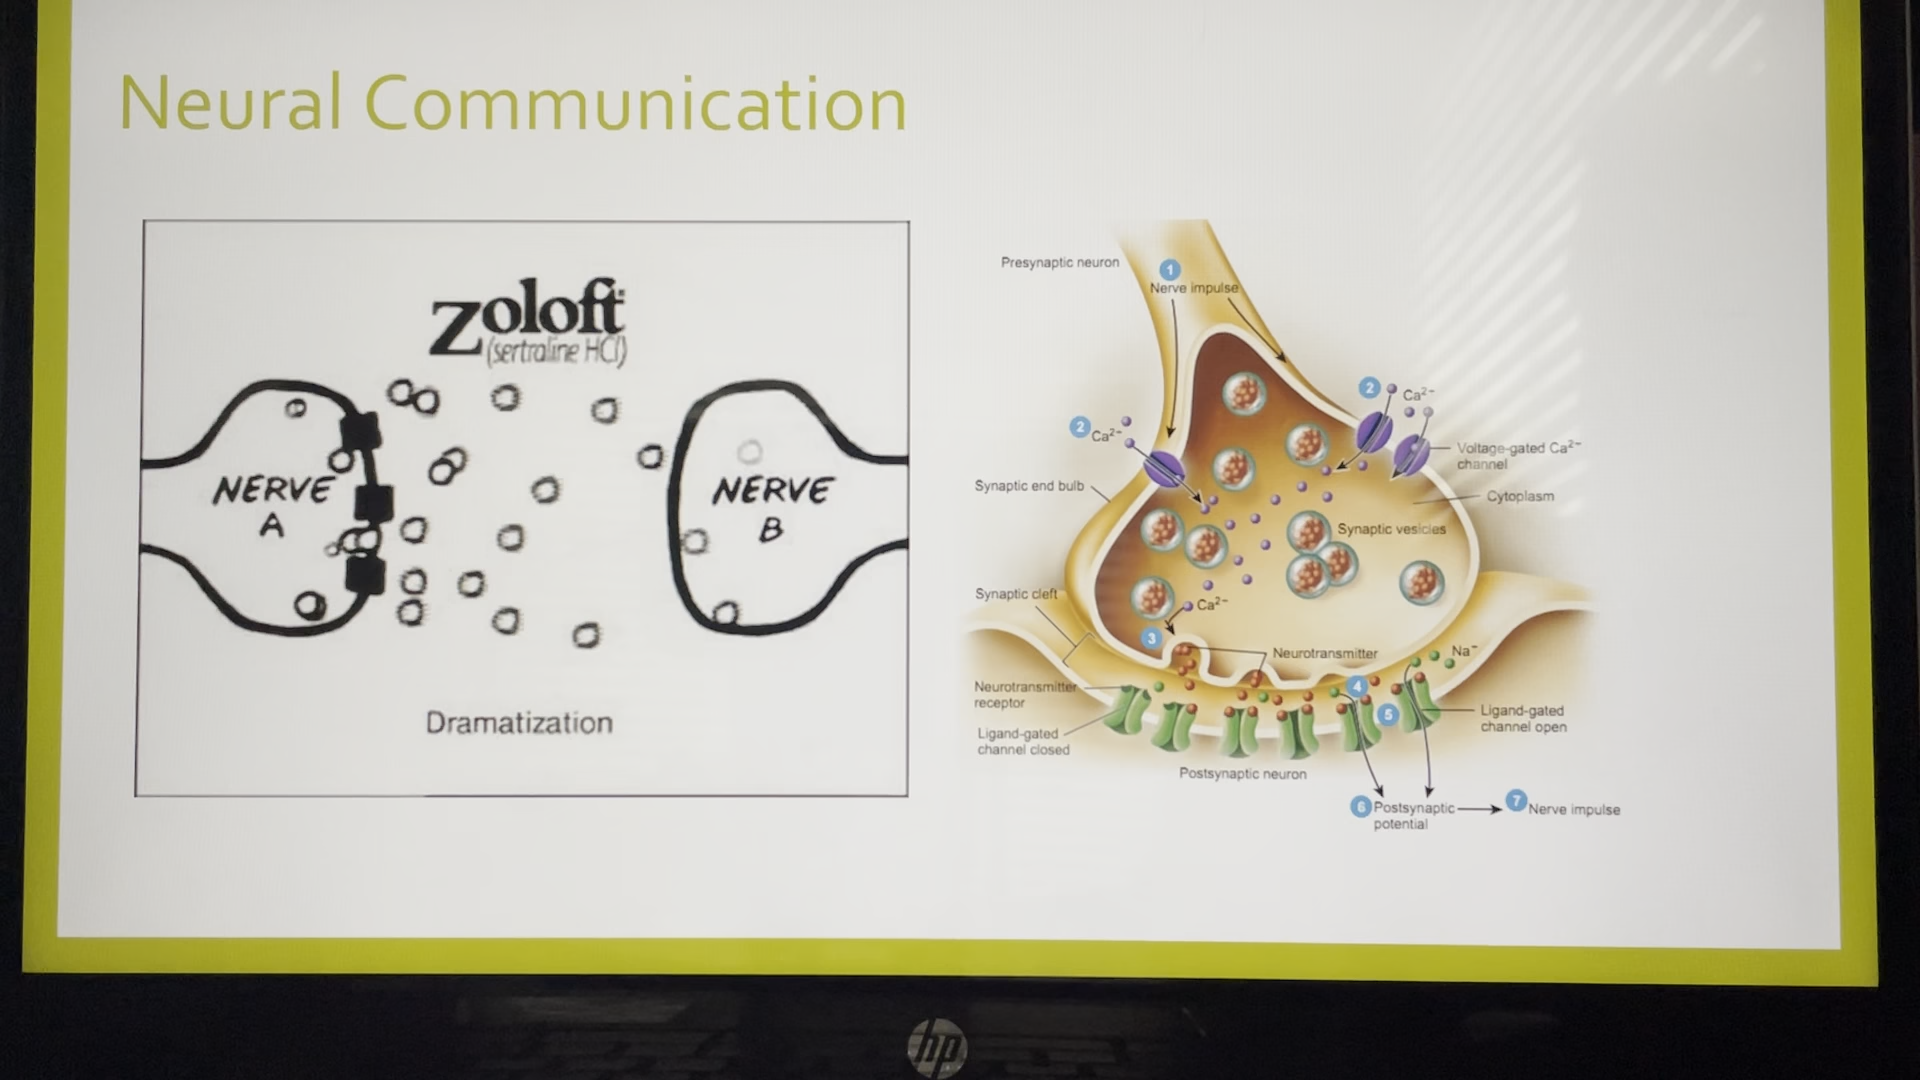 Neural Communication
Zoloft
(sertraline HCl)
NERVE
A
NERVE
B
Dramatization
Presynaptic neuron
1
Nerve impulse
2
Ca²⁻
2
Ca²⁻
Voltage-gated Ca²⁻
channel
Synaptic end bulb
Cytoplasm
Synaptic vesicles
Synaptic cleft
Ca²⁻
3
Neurotransmitter
Na⁻
Neurotransmitter
receptor
4
5
Ligand-gated
channel open
Ligand-gated
channel closed
Postsynaptic neuron
6 Postsynaptic
potential
7 Nerve impulse
hp